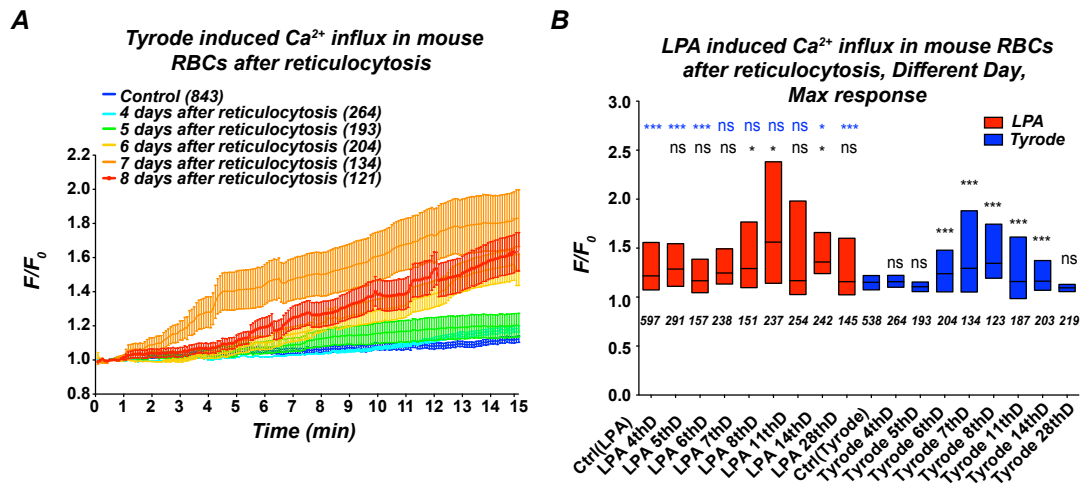 A
Tyrode induced Ca²⁺ influx in mouse
RBCs after reticulocytosis
Control (843)
4 days after reticulocytosis (264)
5 days after reticulocytosis (193)
6 days after reticulocytosis (204)
7 days after reticulocytosis (134)
8 days after reticulocytosis (121)
2.2
2.0
1.8
1.6
1.4
1.2
1.0
0.8
F/F₀
0 1 2 3 4 5 6 7 8 9 10 11 12 13 14 15
Time (min)
B
LPA induced Ca²⁺ influx in mouse RBCs
after reticulocytosis, Different Day,
Max response
LPA
Tyrode
3.0
2.5
2.0
1.5
1.0
0.5
0.0
F/F₀
*** *** *** ns ns ns ns * ***
ns ns ns * * ns * ns
ns ns *** *** *** *** *** ns
597 291 157 238 151 237 254 242 145 538 264 193 204 134 123 187 203 219
Ctrl(LPA)
LPA 4thD
LPA 5thD
LPA 6thD
LPA 7thD
LPA 8thD
LPA 11thD
LPA 14thD
LPA 28thD
Ctrl(Tyrode)
Tyrode 4thD
Tyrode 5thD
Tyrode 6thD
Tyrode 7thD
Tyrode 8thD
Tyrode 11thD
Tyrode 14thD
Tyrode 28thD